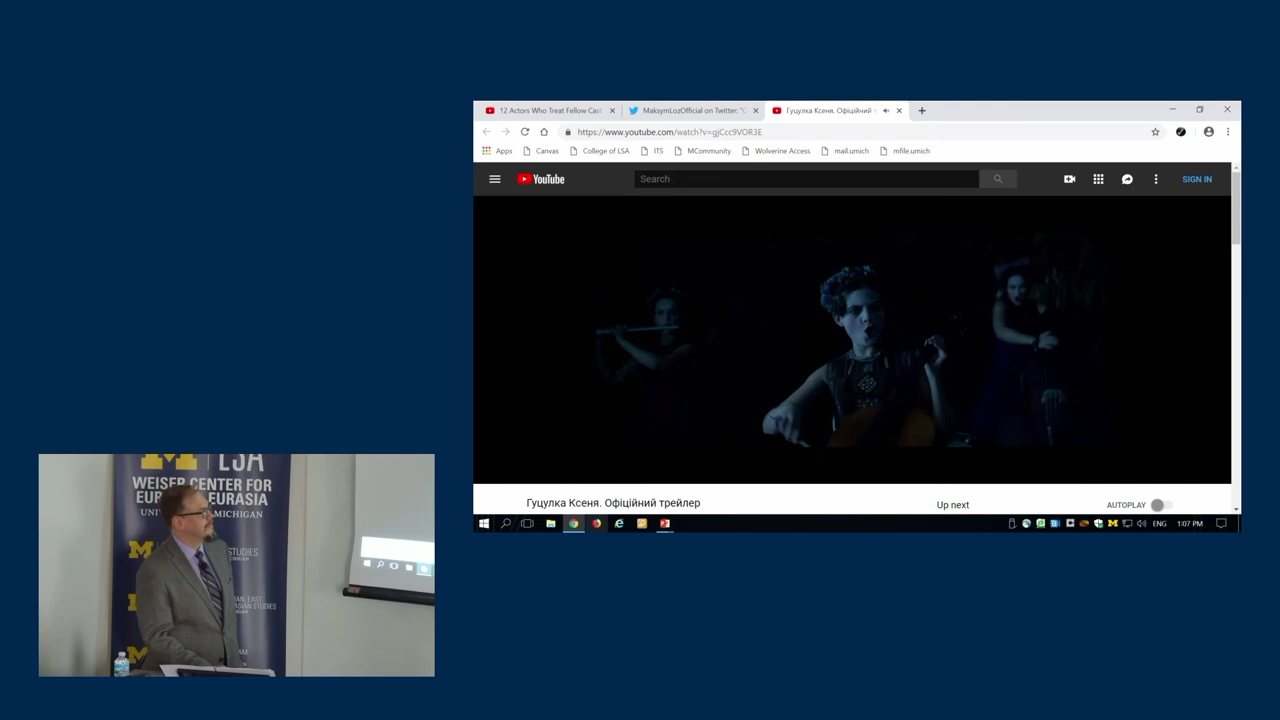 12 Actors Who Treat Fellow Cast
MaksymLozOfficial on Twitter: "
Гуцулка Ксеня. Офіційний
https://www.youtube.com/watch?v=gjCcc9VOR3E
Apps Canvas College of LSA ITS MCommunity Wolverine Access mail.umich mfile.umich
YouTube
Search
SIGN IN
Гуцулка Ксеня. Офіційний трейлер
Up next
AUTOPLAY
ENG 1:07 PM
M LSA
WEISER CENTER FOR
EURASIA
MICHIGAN
M STUDIES
EAST
ASIAN STUDIES
M